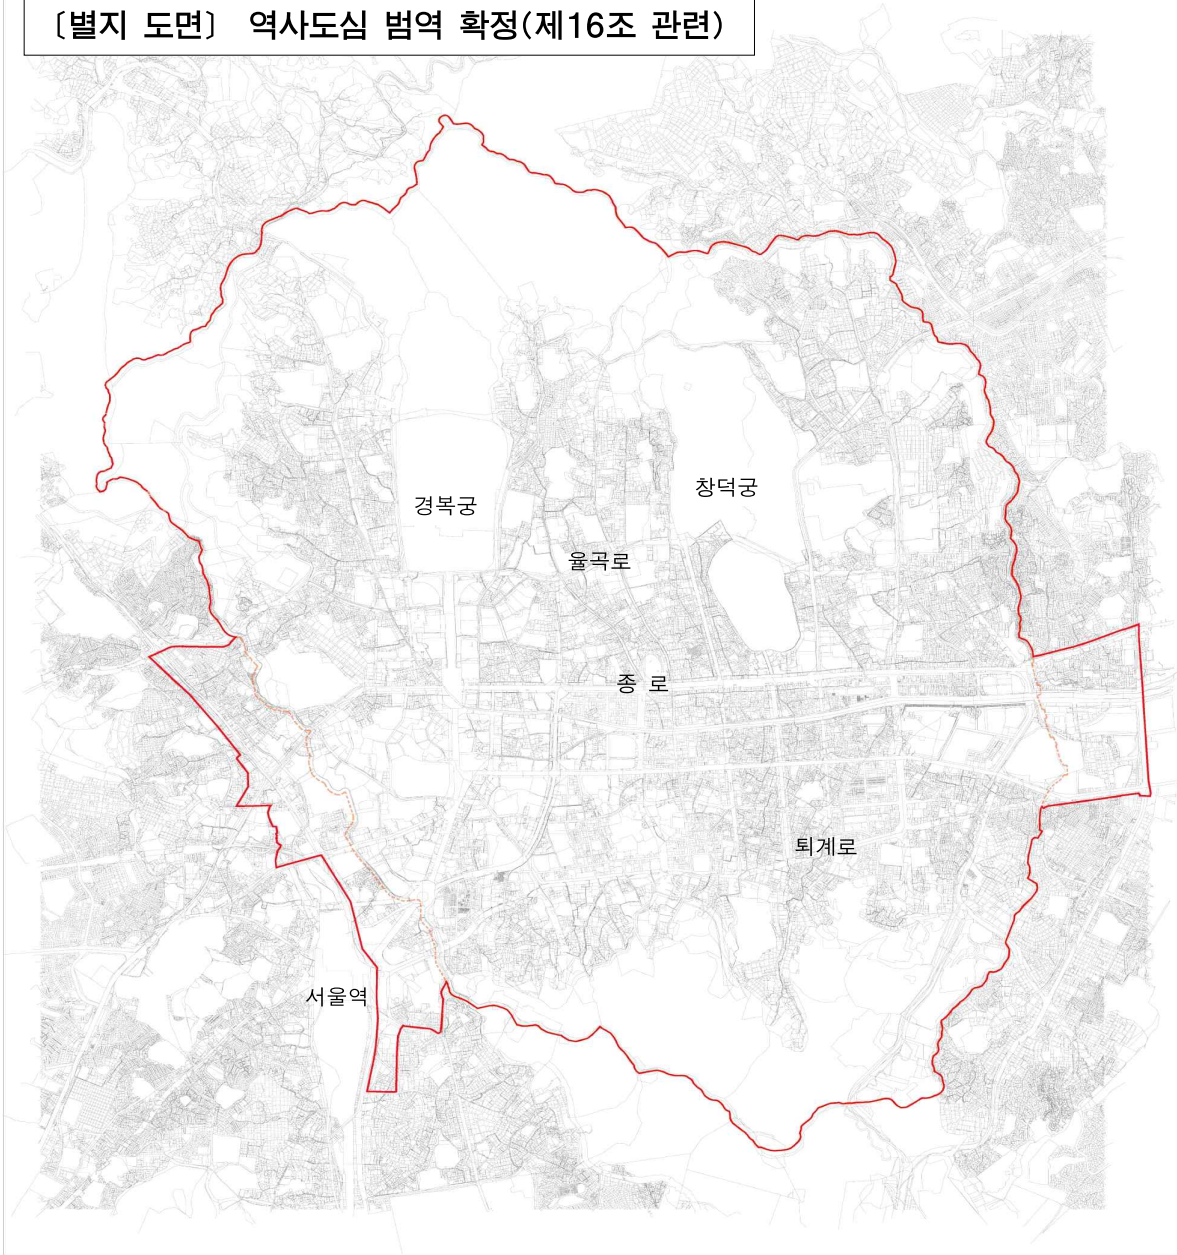 〔별지 도면〕 역사도심 범역 확정(제16조 관련)
창덕궁
경복궁
율곡로
종 로
퇴계로
서울역